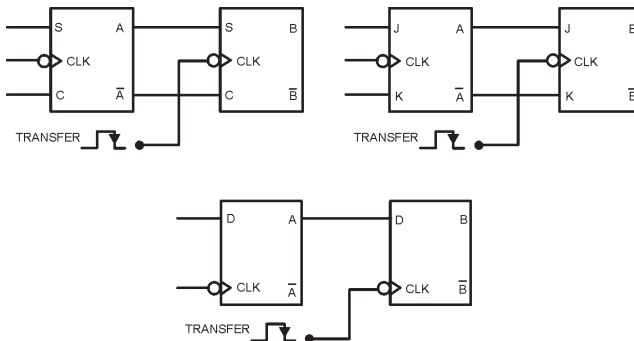 S A S B
CLK CLK
C A̅ C B̅
TRANSFER
J A J B
CLK CLK
K A̅ K B̅
TRANSFER
D A D B
CLK CLK
A̅ B̅
TRANSFER